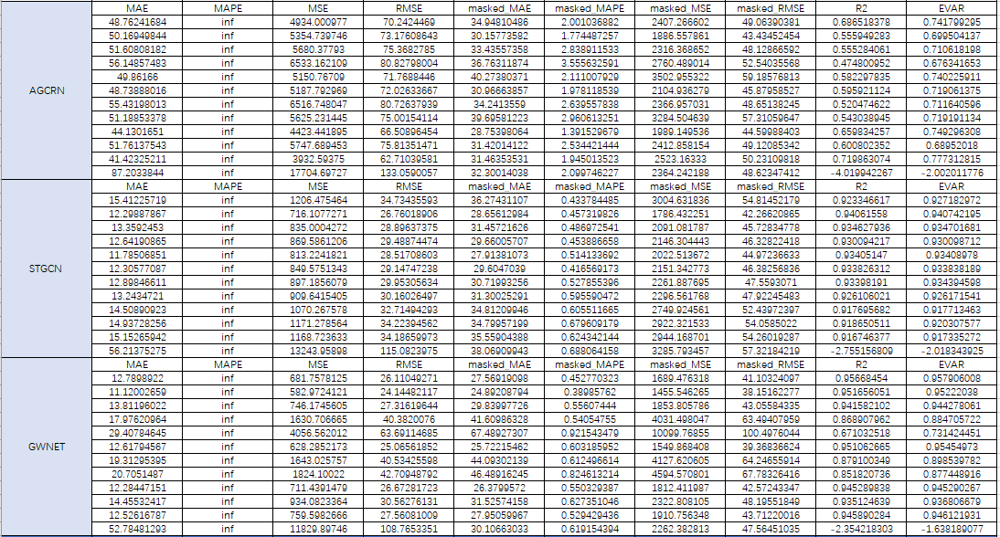 MAE MAPE MSE RMSE masked_MAE masked_MAPE masked_MSE masked_RMSE R2 EVAR
48.76241684 inf 4934.000977 70.2424469 34.94810486 2.001036882 2407.266602 49.06390381 0.686518378 0.741799295
50.16949844 inf 5354.739746 73.17608643 30.15773582 1.774487257 1886.557861 43.43452454 0.555949283 0.699504137
51.60808182 inf 5680.37793 75.3682785 33.43557358 2.838911533 2316.368652 48.12866592 0.555284061 0.710618198
56.14857483 inf 6533.162109 80.82798004 36.76311874 3.555632591 2760.489014 52.54035568 0.474800952 0.676341653
AGCRN 49.86166 inf 5150.76709 71.7688446 40.27380371 2.111007929 3502.955322 59.18576813 0.582297835 0.740225911
48.73888016 inf 5187.792969 72.02633667 30.96663857 1.978118539 2104.936279 45.87958527 0.595921124 0.719061375
55.43198013 inf 6516.748047 80.72637939 34.2413559 2.639557838 2366.957031 48.65138245 0.520474622 0.711640596
51.18853378 inf 5625.231445 75.00154114 39.69581223 2.960613251 3284.504639 57.31059647 0.543038945 0.719191134
44.1301651 inf 4423.441895 66.50896454 28.75398064 1.391529679 1989.149536 44.59988403 0.659834257 0.749296308
51.76137543 inf 5747.689453 75.81351471 31.42014122 2.534421444 2412.858154 49.12085342 0.600802352 0.68952018
41.42325211 inf 3932.59375 62.71039581 31.46353531 1.945013523 2523.16333 50.23109818 0.719863074 0.777312815
87.2033844 inf 17704.69727 133.0590057 32.30014038 2.099746227 2364.242188 48.62347412 -4.019942267 -2.002011776
MAE MAPE MSE RMSE masked_MAE masked_MAPE masked_MSE masked_RMSE R2 EVAR
15.41225719 inf 1206.475464 34.73435593 36.27431107 0.433784485 3004.631836 54.81452179 0.923346617 0.927182972
12.29887867 inf 716.1077271 26.76018906 28.65612984 0.457319826 1786.432251 42.26620865 0.94061558 0.940742195
13.3592453 inf 835.0004272 28.89637375 31.45721626 0.486972541 2091.081787 45.72834778 0.934627936 0.934701681
12.64190865 inf 869.5861206 29.48874474 29.66005707 0.453886658 2146.304443 46.32822418 0.930094217 0.930098712
11.78506851 inf 813.2241821 28.51708603 27.91381073 0.514133692 2022.513672 44.97236633 0.93405147 0.93408978
STGCN 12.30577087 inf 849.5751343 29.14747238 29.6047039 0.416569173 2151.342773 46.38256836 0.933826312 0.933838189
12.89846611 inf 897.1856079 29.95305634 30.71993256 0.527855396 2261.887695 47.5593071 0.93398191 0.934394598
13.2434721 inf 909.6415405 30.16026497 31.30025291 0.595590472 2296.561768 47.92245483 0.926106021 0.926171541
14.50890923 inf 1070.267578 32.71494293 34.81209946 0.605511665 2749.924561 52.43972397 0.917695682 0.917713463
14.93728256 inf 1171.278564 34.22394562 34.79957199 0.679609179 2922.321533 54.0585022 0.918650511 0.920307577
15.15265942 inf 1168.723633 34.18659973 35.55904388 0.624342144 2944.168701 54.26019287 0.916746377 0.917335272
56.21375275 inf 13243.95898 115.0823975 38.06909943 0.688064158 3285.793457 57.32184219 -2.755156809 -2.018343925
MAE MAPE MSE RMSE masked_MAE masked_MAPE masked_MSE masked_RMSE R2 EVAR
12.7898922 inf 681.7578125 26.11049271 27.56919098 0.452770323 1689.476318 41.10324097 0.95668454 0.957906008
11.12002659 inf 582.9724121 24.14482117 24.89208794 0.38985762 1455.546265 38.15162277 0.951656051 0.95222038
13.81196022 inf 746.1745605 27.31619644 29.83997726 0.55607444 1853.805786 43.05584335 0.941582102 0.944278061
17.97620964 inf 1630.706665 40.3820076 41.60986328 0.54054755 4031.498047 63.49407959 0.868907962 0.884705722
29.40784645 inf 4056.562012 63.69114685 67.48927307 0.921543479 10099.76855 100.4976044 0.671032518 0.731424451
GWNET 12.61794567 inf 628.2852173 25.06561852 25.72215462 0.603185952 1549.868408 39.36836624 0.951062665 0.95454973
19.31295395 inf 1643.025757 40.53425598 44.09302139 0.612496614 4127.620605 64.24655914 0.879100349 0.898539782
20.7051487 inf 1824.10022 42.70948792 46.48916245 0.824613214 4594.570801 67.78326416 0.851820736 0.877448916
12.28447151 inf 711.4391479 26.67281723 26.3799572 0.550329387 1812.411987 42.57243347 0.945289838 0.945290267
14.45532417 inf 934.0823364 30.56276131 31.52574158 0.627351046 2322.808105 48.19551849 0.935124639 0.936806679
12.52616787 inf 759.5982666 27.56081009 27.95059967 0.529429436 1910.756348 43.71220016 0.945890284 0.946121931
52.78481293 inf 11829.89746 108.7653351 30.10663033 0.619154394 2262.382813 47.56451035 -2.354218303 -1.638189077